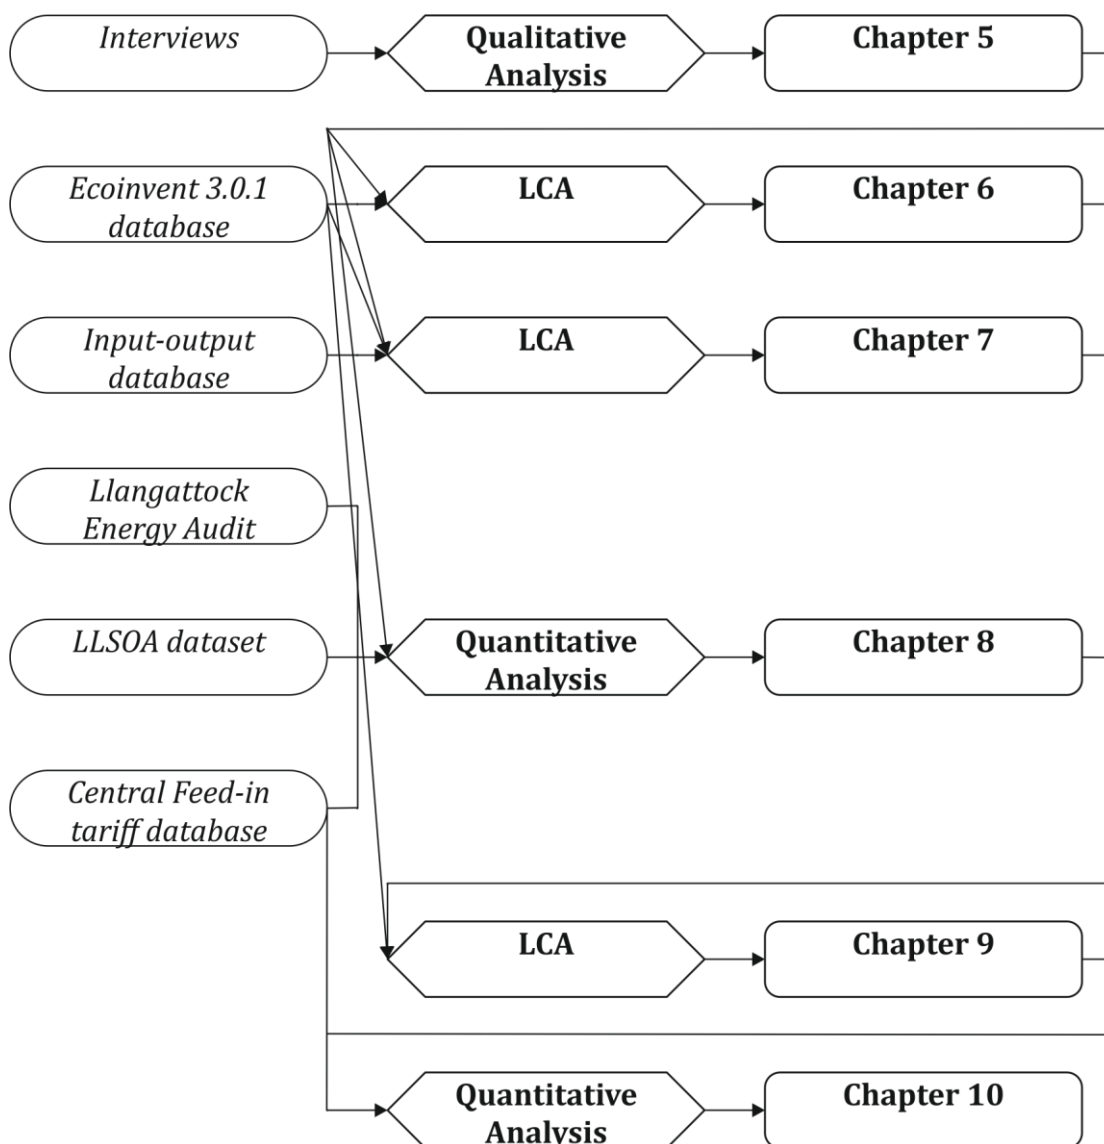 Interviews
Qualitative
Analysis
Chapter 5
Ecoinvent 3.0.1
database
LCA
Chapter 6
Input-output
database
LCA
Chapter 7
Llangattock
Energy Audit
LLSOA dataset
Quantitative
Analysis
Chapter 8
Central Feed-in
tariff database
LCA
Chapter 9
Quantitative
Analysis
Chapter 10